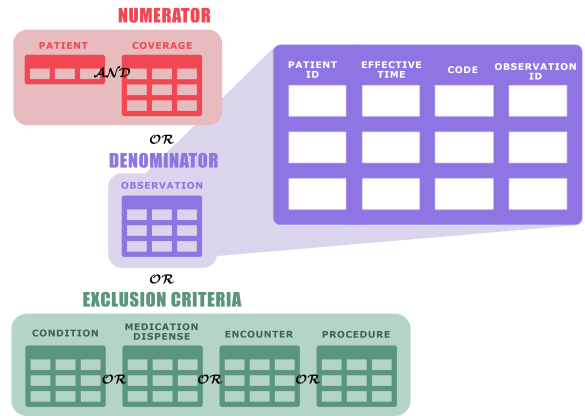 NUMERATOR
PATIENT
COVERAGE
AND
OR
DENOMINATOR
OBSERVATION
PATIENT
ID
EFFECTIVE
TIME
CODE
OBSERVATION
ID
OR
EXCLUSION CRITERIA
CONDITION
MEDICATION
DISPENSE
ENCOUNTER
PROCEDURE
OR
OR
OR